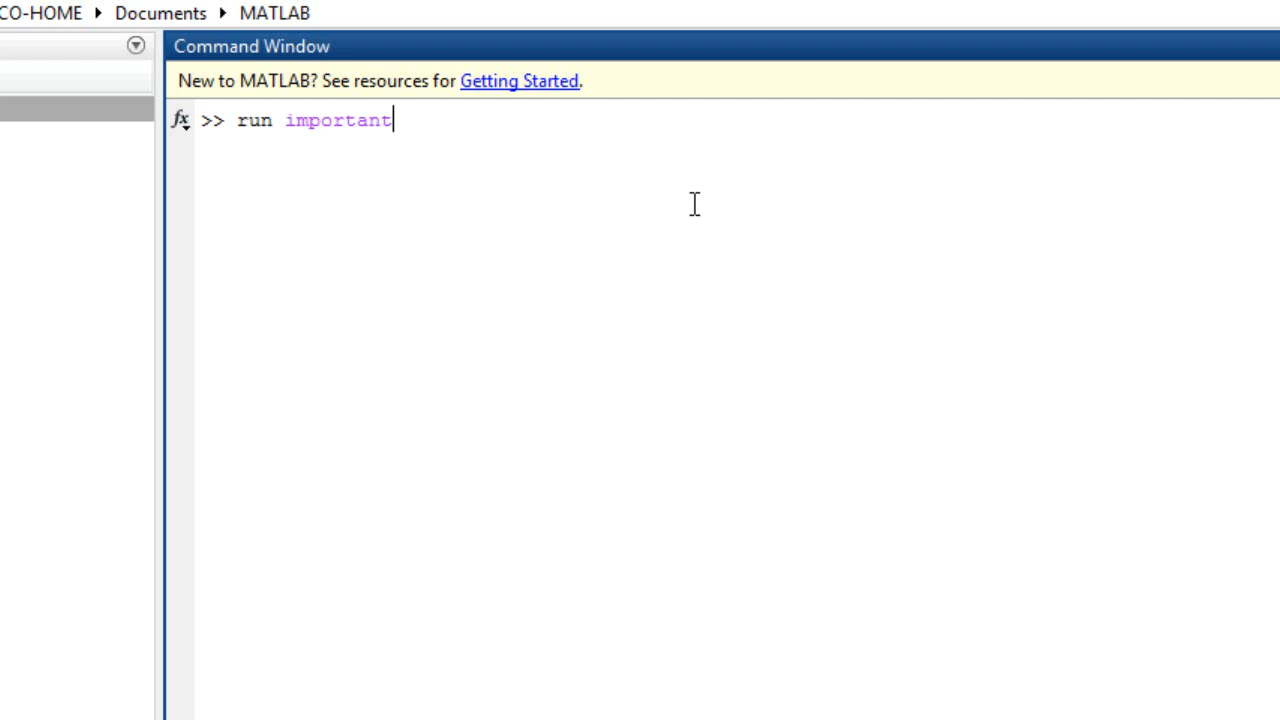 CO-HOME Documents MATLAB
Command Window
New to MATLAB? See resources for Getting Started.
fx >> run important